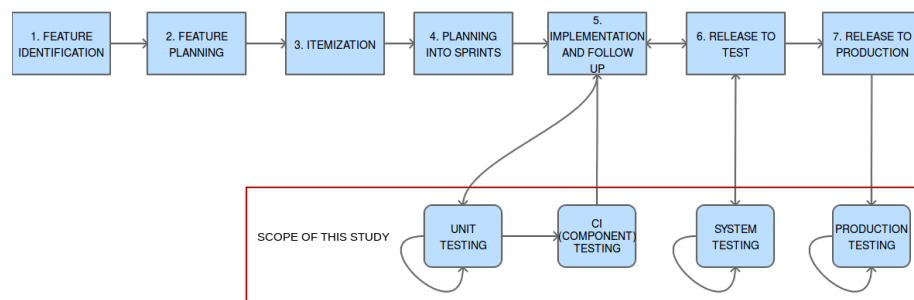 1. FEATURE
IDENTIFICATION
2. FEATURE
PLANNING
3. ITEMIZATION
4. PLANNING
INTO SPRINTS
5.
IMPLEMENTATION
AND FOLLOW
UP
6. RELEASE TO
TEST
7. RELEASE TO
PRODUCTION
SCOPE OF THIS STUDY
UNIT
TESTING
CI
(COMPONENT)
TESTING
SYSTEM
TESTING
PRODUCTION
TESTING